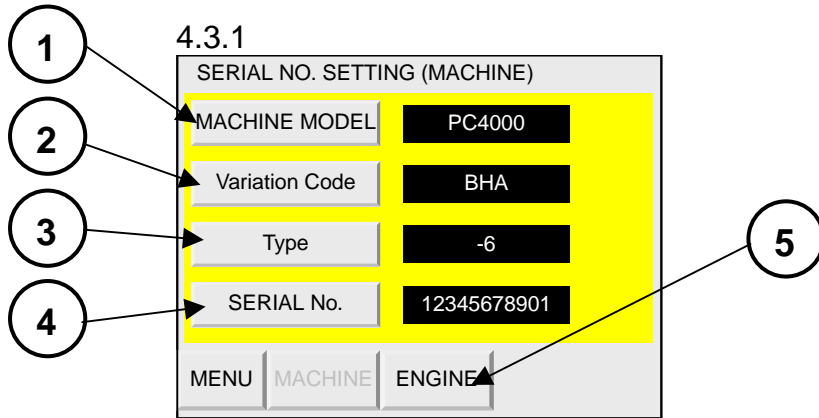 4.3.1
SERIAL NO. SETTING (MACHINE)
1
MACHINE MODEL PC4000
2
Variation Code BHA
3
Type -6
5
4
SERIAL No. 12345678901
MENU MACHINE ENGINE